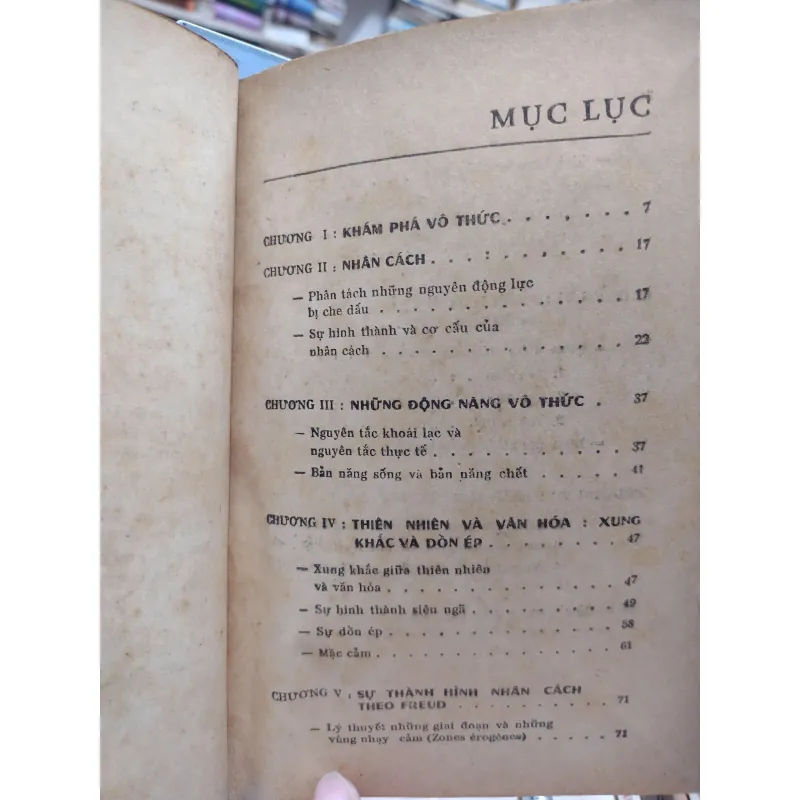 MỤC LỤC
CHƯƠNG I : KHÁM PHÁ VÔ THỨC . . . . . . . 7
CHƯƠNG II : NHÂN CÁCH . . . : . . . . . . 17
— Phân tách những nguyên động lực
bị che dấu . . . . . . . . . . . . . 17
— Sự hình thành và cơ cấu của
nhân cách . . . . . . . . . . . . . 22
CHƯƠNG III : NHỮNG ĐỘNG NĂNG VÔ THỨC . 37
— Nguyên tắc khoái lạc và
nguyên tắc thực tế . . . . . . . . . . 37
— Bản năng sống và bản năng chết . . . . . 41
CHƯƠNG IV : THIÊN NHIÊN VÀ VĂN HÓA : XUNG
KHẮC VÀ DỒN ÉP . . . . . . . . 47
— Xung khắc giữa thiên nhiên
và văn hóa . . . . . . . . . . . . . 47
— Sự hình thành siêu ngã . . . . . . . . 49
— Sự dồn ép . . . . . . . . . . . . . 58
— Mặc cảm . . . . . . . . . . . . . 61
CHƯƠNG V : SỰ THÀNH HÌNH NHÂN CÁCH
THEO FREUD . . . . . . . . . . 71
— Lý thuyết những giai đoạn và những
vùng nhạy cảm (Zones érogènes) . . . . . 71